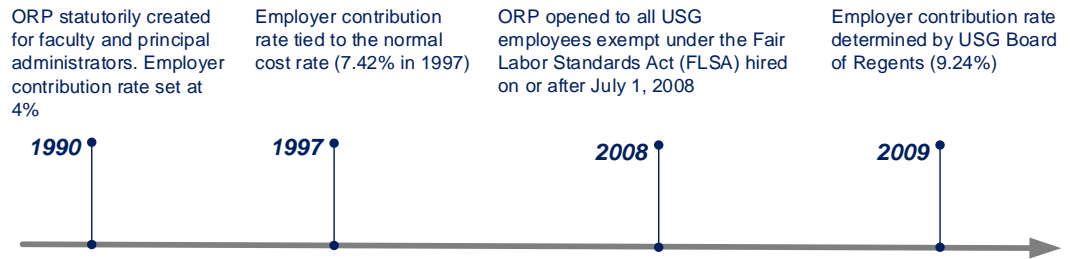 ORP statutorily created
for faculty and principal
administrators. Employer
contribution rate set at
4%
Employer contribution
rate tied to the normal
cost rate (7.42% in 1997)
ORP opened to all USG
employees exempt under the Fair
Labor Standards Act (FLSA) hired
on or after July 1, 2008
Employer contribution rate
determined by USG Board
of Regents (9.24%)
1990
1997
2008
2009